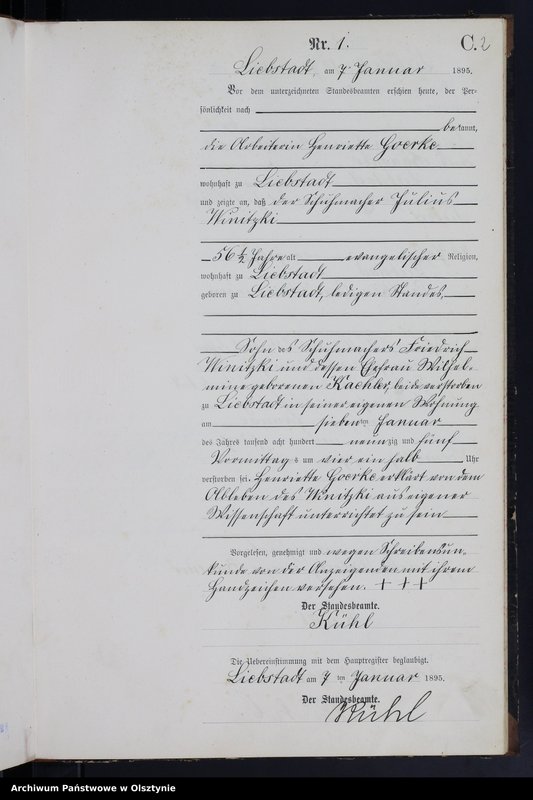 Nr. 1.
C. 2
Liebstadt, am 7 Januar 1895.
Vor dem unterzeichneten Standesbeamten erschien heute, der Per-
sönlichkeit nach
bekannt,
die Arbeiterin Henriette Goerke
wohnhaft zu Liebstadt
und zeigte an, daß der Schuhmacher Julius
Winitzki
56 1/2 Jahre alt evangelischer Religion,
wohnhaft zu Liebstadt
geboren zu Liebstadt, ledigen Standes,
Sohn des Schuhmachers Friedrich
Winitzki und dessen Ehefrau Wilhel-
mine geborenen Kaehler, beide verstorben
zu Liebstadt in seiner eigenen Wohnung
am sieben ten Januar
des Jahres tausend acht hundert neunzig und fünf
Vormittags um vier ein halb Uhr
verstorben sei. Henriette Goerke erklärt von dem
Ableben des Winitzki aus eigener
Wissenschaft unterrichtet zu sein
Vorgelesen, genehmigt und wegen Schreibensun-
kunde von der Anzeigenden mit ihrem
Handzeichen versehen. + + +
Der Standesbeamte.
Kühl
Die Uebereinstimmung mit dem Hauptregister beglaubigt.
Liebstadt am 7 ten Januar 1895.
Der Standesbeamte.
Kühl
Archiwum Państwowe w Olsztynie